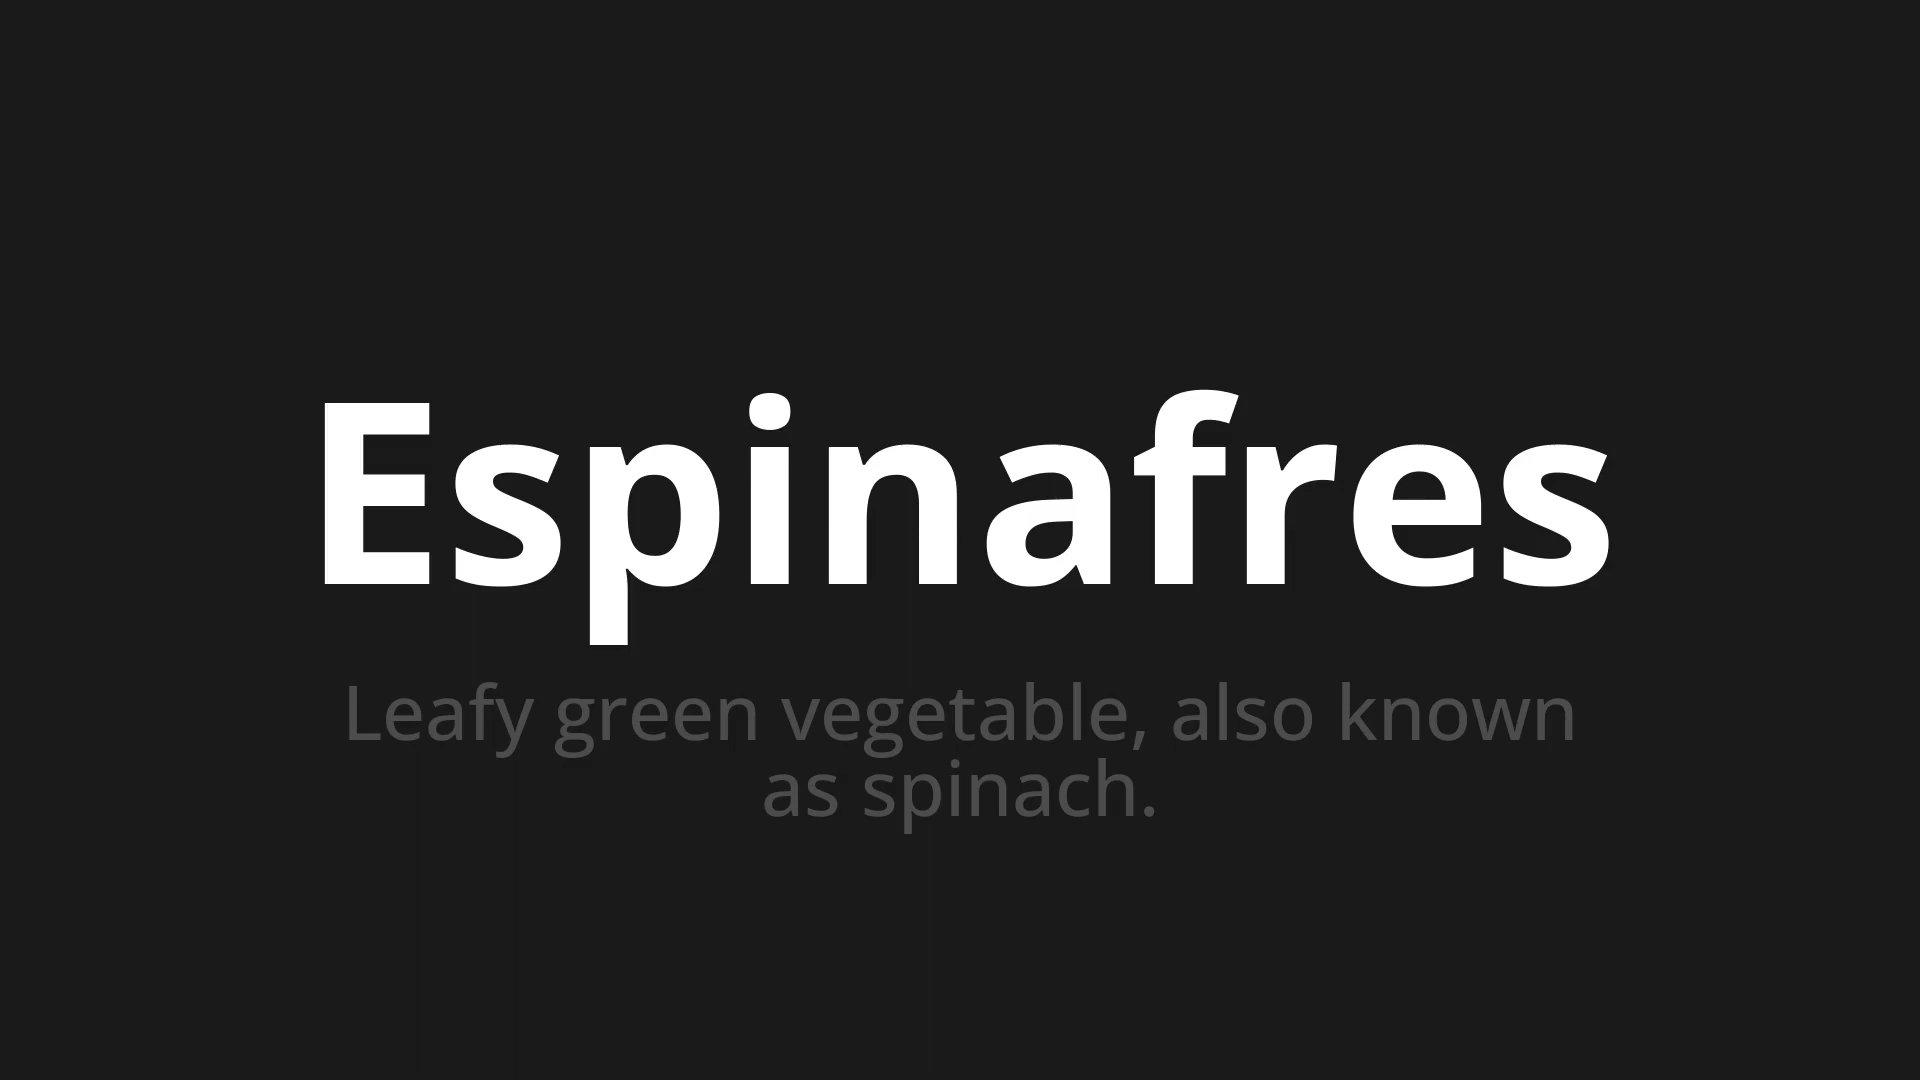 Espinafres
Leafy green vegetable, also known
as spinach.